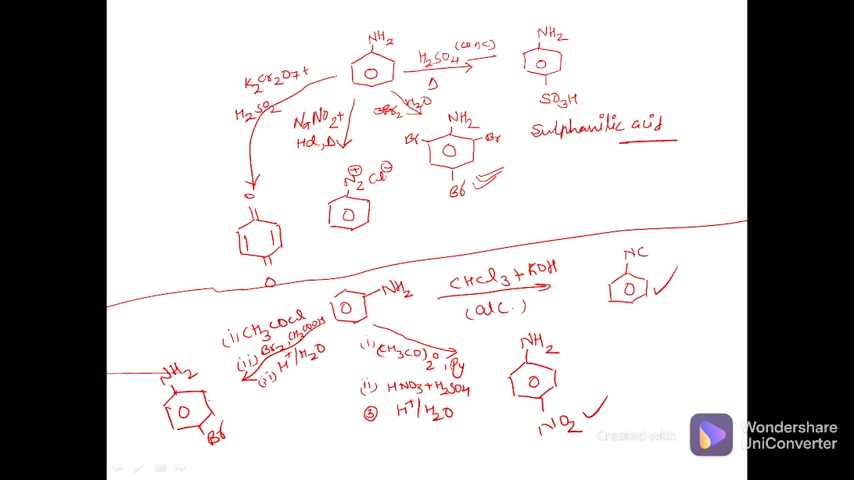 NH2
H2SO4 (conc)
Δ
NH2
SO3H
Sulphanilic acid
K2Cr2O7+
H2SO2
NaNO2+
HCl, Δ
Br2 H2O
NH2
Br
Br
Br
N2 Cl
⊕ ⊖
O
O
NH2
CHCl3+KOH
(alc.)
NC
(i) CH3COCl
(ii) Br2, CH3COOH
(iii) H+/H2O
NH2
Br
(i) (CH3CO)2O, Py
(ii) HNO3+H2SO4
③ H+/H2O
NH2
NO2
Created with
Wondershare
UniConverter